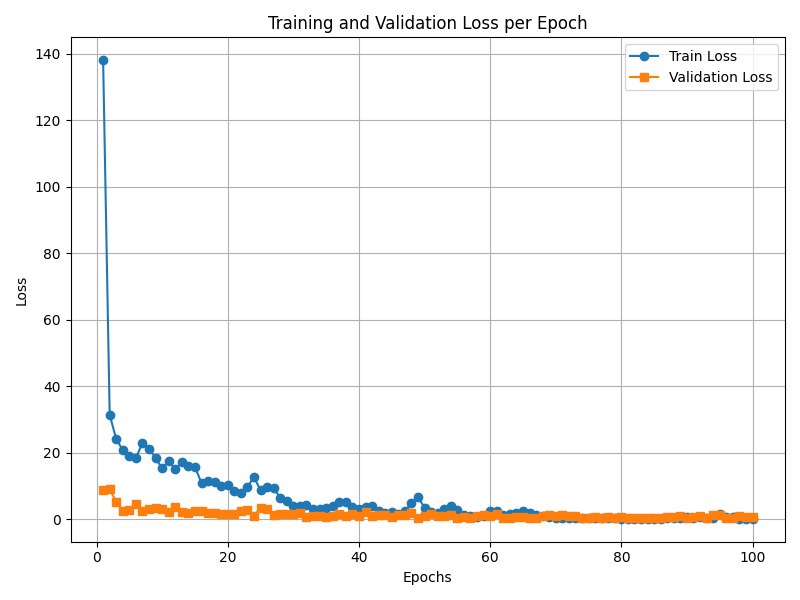 Training and Validation Loss per Epoch
Train Loss
Validation Loss
140
120
100
80
60
40
20
0
Loss
0 20 40 60 80 100
Epochs